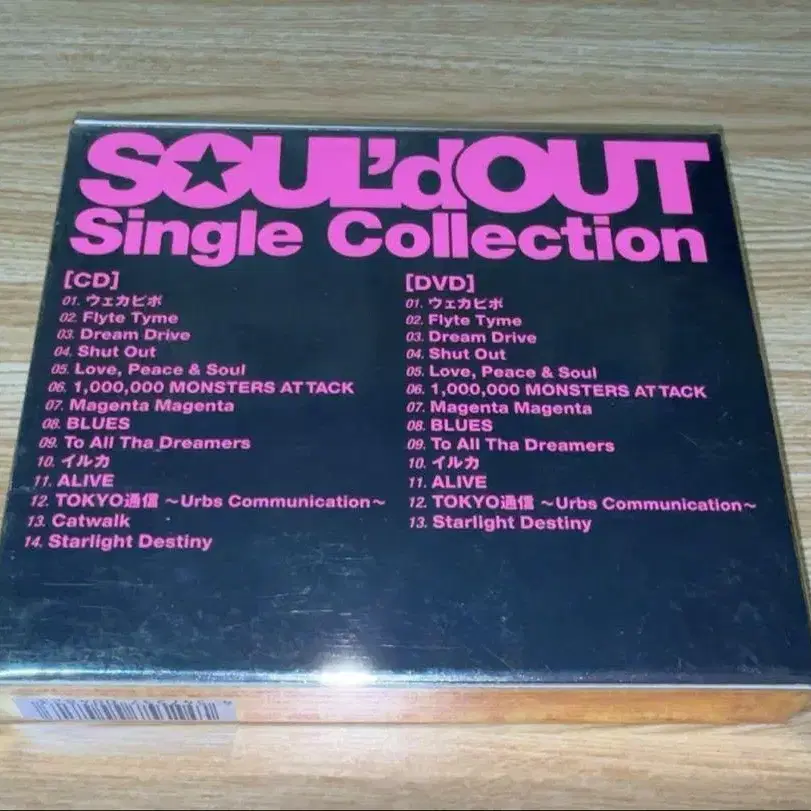 SOUL'dOUT
Single Collection
[CD]
01. ウェカピポ
02. Flyte Tyme
03. Dream Drive
04. Shut Out
05. Love, Peace & Soul
06. 1,000,000 MONSTERS ATTACK
07. Magenta Magenta
08. BLUES
09. To All Tha Dreamers
10. イルカ
11. ALIVE
12. TOKYO通信 ~Urbs Communication~
13. Catwalk
14. Starlight Destiny
[DVD]
01. ウェカピポ
02. Flyte Tyme
03. Dream Drive
04. Shut Out
05. Love, Peace & Soul
06. 1,000,000 MONSTERS ATTACK
07. Magenta Magenta
08. BLUES
09. To All Tha Dreamers
10. イルカ
11. ALIVE
12. TOKYO通信 ~Urbs Communication~
13. Starlight Destiny